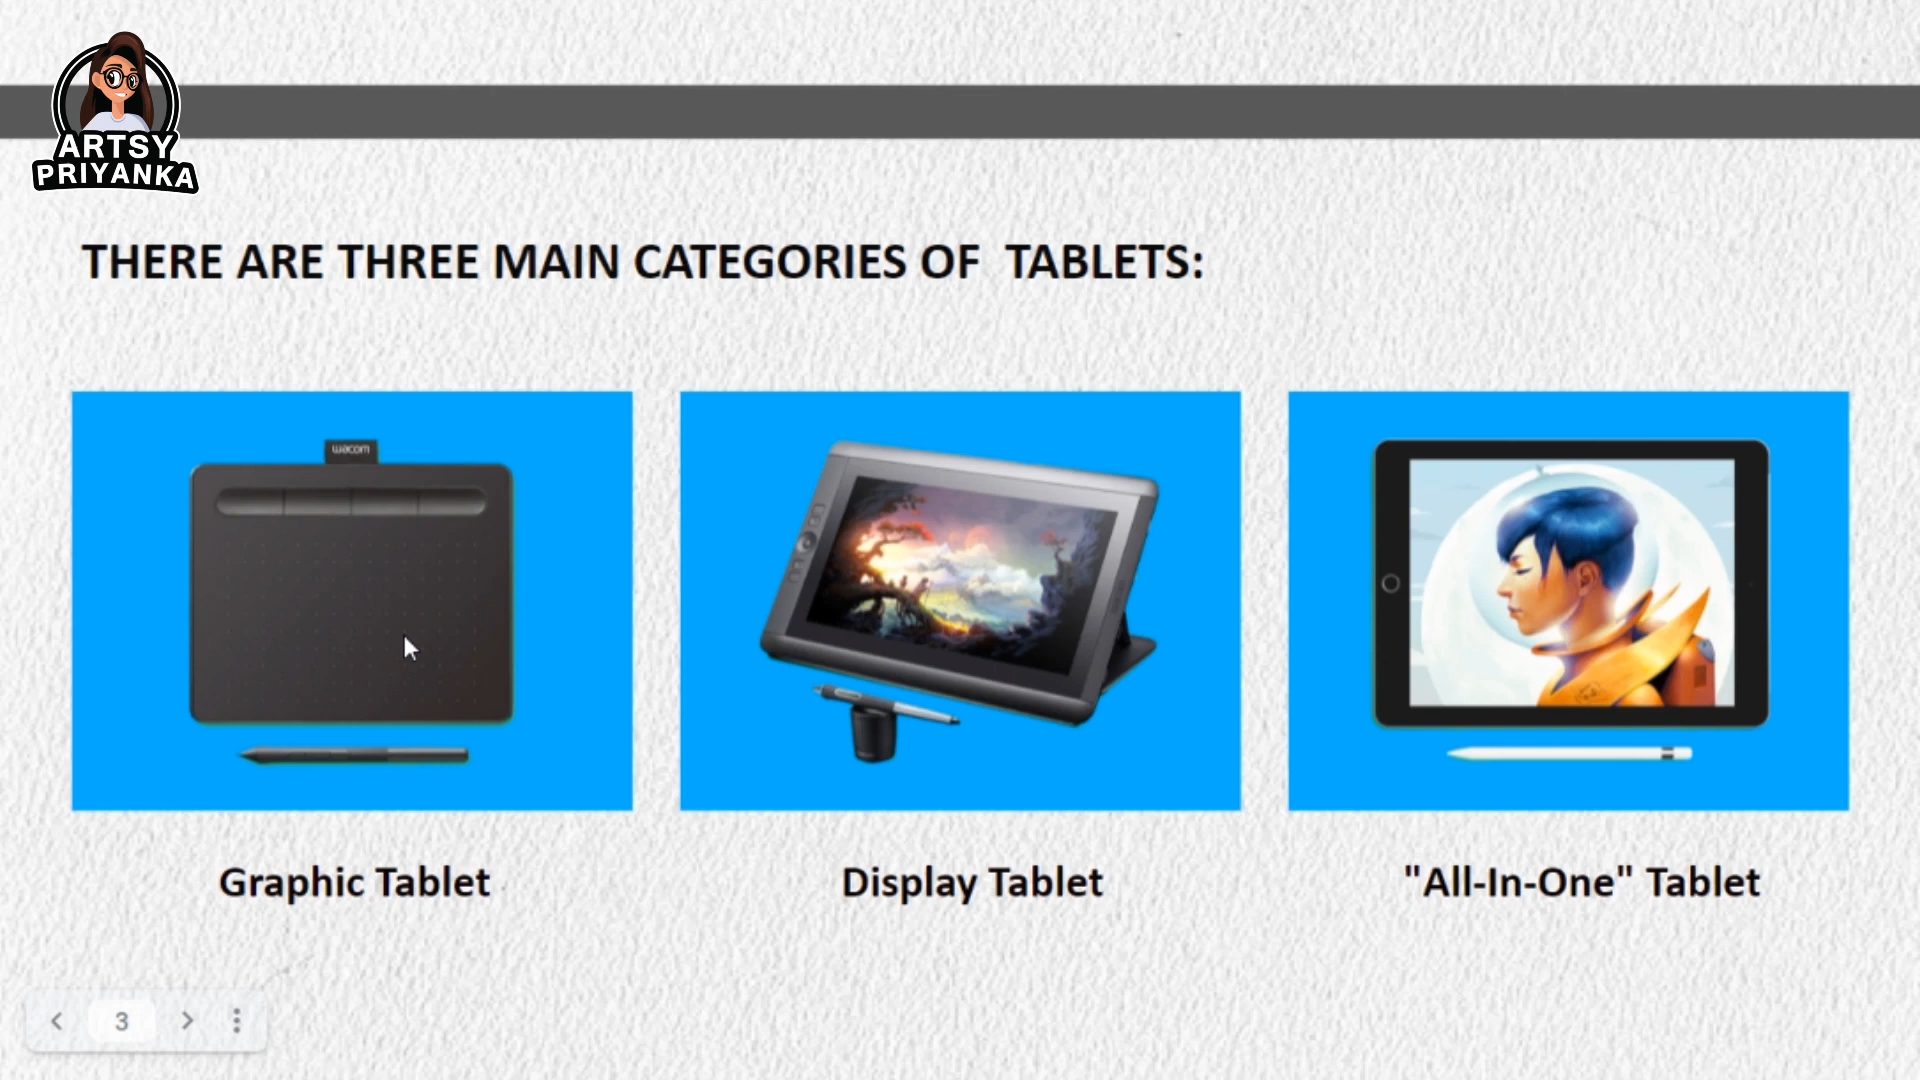 ARTSY
PRIYANKA
THERE ARE THREE MAIN CATEGORIES OF TABLETS:
wacom
Graphic Tablet
Display Tablet
"All-In-One" Tablet
3